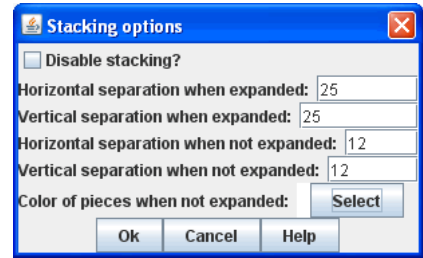 Stacking options
Disable stacking?
Horizontal separation when expanded: 25
Vertical separation when expanded: 25
Horizontal separation when not expanded: 12
Vertical separation when not expanded: 12
Color of pieces when not expanded: Select
Ok Cancel Help